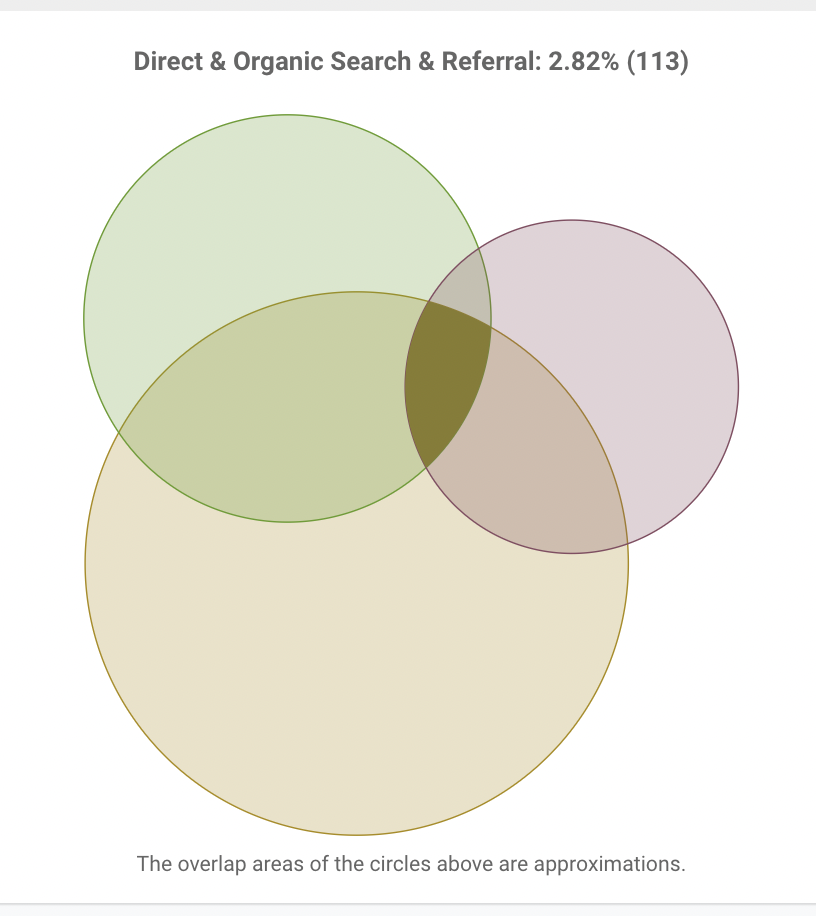 Direct & Organic Search & Referral: 2.82% (113)
The overlap areas of the circles above are approximations.